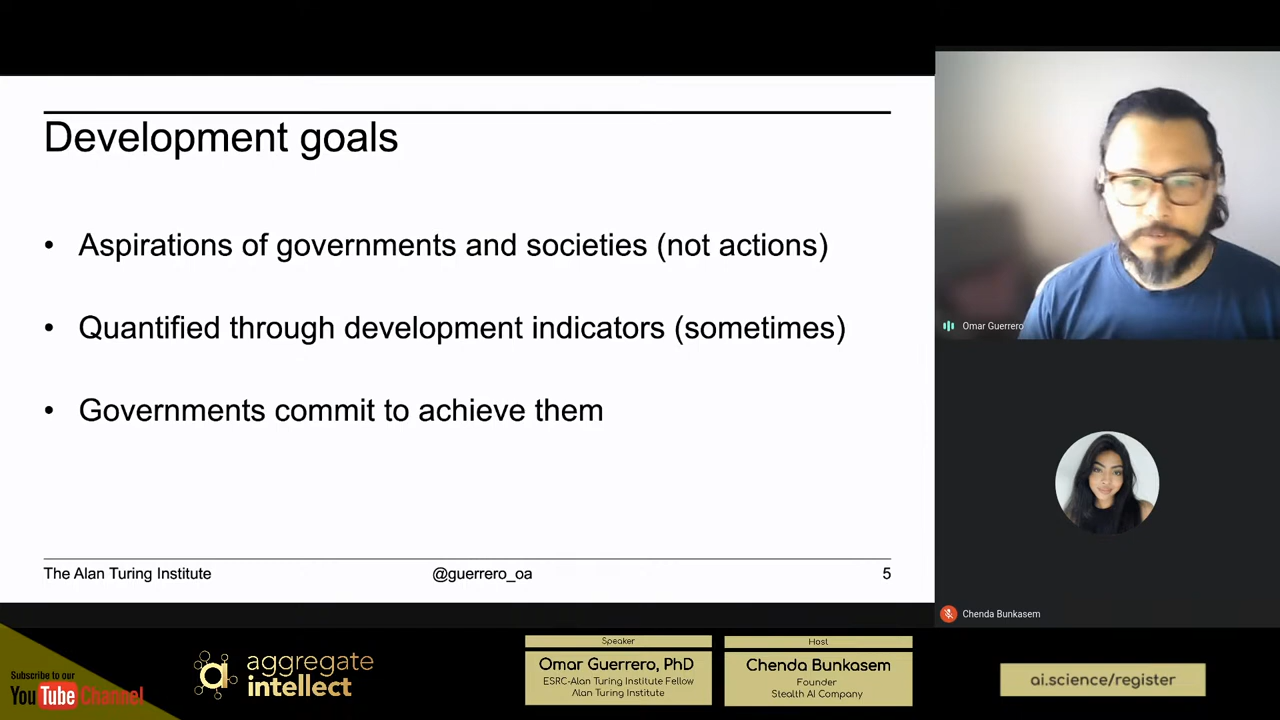 Development goals
• Aspirations of governments and societies (not actions)
• Quantified through development indicators (sometimes)
• Governments commit to achieve them
The Alan Turing Institute
@guerrero_oa
5
Omar Guerrero
Chenda Bunkasem
Subscribe to our
YouTube Channel
ai
aggregate
intellect
Speaker
Omar Guerrero, PhD
ESRC-Alan Turing Institute Fellow
Alan Turing Institute
Host
Chenda Bunkasem
Founder
Stealth AI Company
ai.science/register